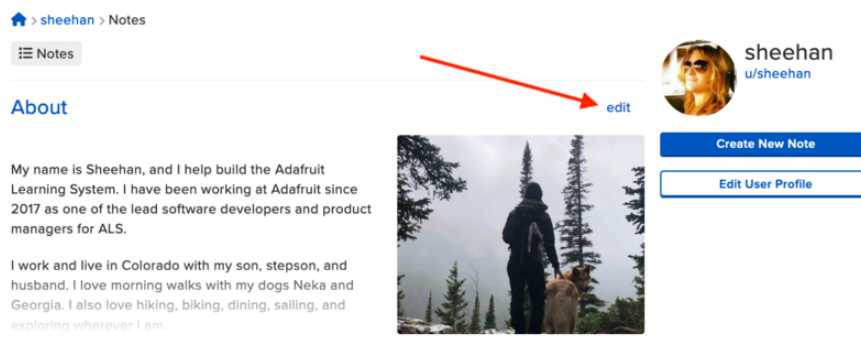 > sheehan > Notes
Notes
sheehan
u/sheehan
About
edit
Create New Note
Edit User Profile
My name is Sheehan, and I help build the Adafruit
Learning System. I have been working at Adafruit since
2017 as one of the lead software developers and product
managers for ALS.
I work and live in Colorado with my son, stepson, and
husband. I love morning walks with my dogs Neka and
Georgia. I also love hiking, biking, dining, sailing, and
exploring wherever I am.